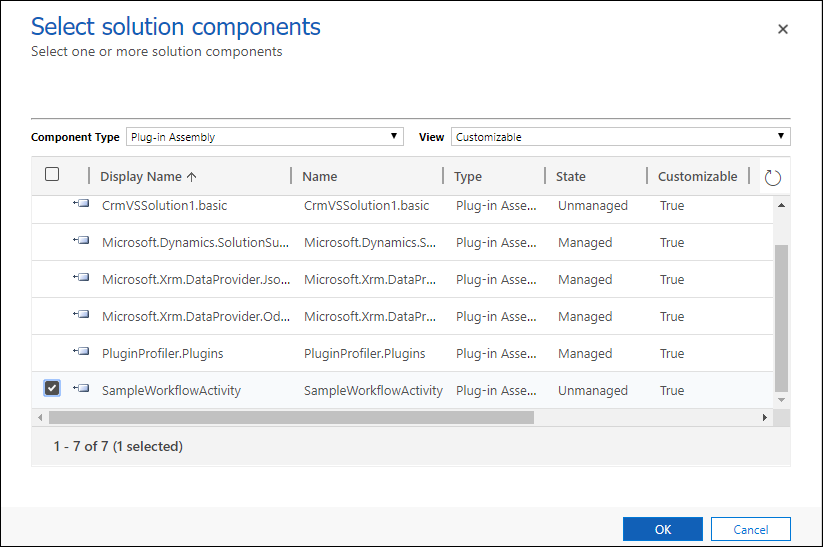 Select solution components
Select one or more solution components
Component Type Plug-in Assembly View Customizable
Display Name Name Type State Customizable
CrmVSSolution1.basic CrmVSSolution1.basic Plug-in Asse... Unmanaged True
Microsoft.Dynamics.SolutionSu... Microsoft.Dynamics.S... Plug-in Asse... Managed True
Microsoft.Xrm.DataProvider.Jso... Microsoft.Xrm.DataPr... Plug-in Asse... Managed True
Microsoft.Xrm.DataProvider.Od... Microsoft.Xrm.DataPr... Plug-in Asse... Managed True
PluginProfiler.Plugins PluginProfiler.Plugins Plug-in Asse... Managed True
SampleWorkflowActivity SampleWorkflowActivity Plug-in Asse... Unmanaged True
1 - 7 of 7 (1 selected)
OK Cancel